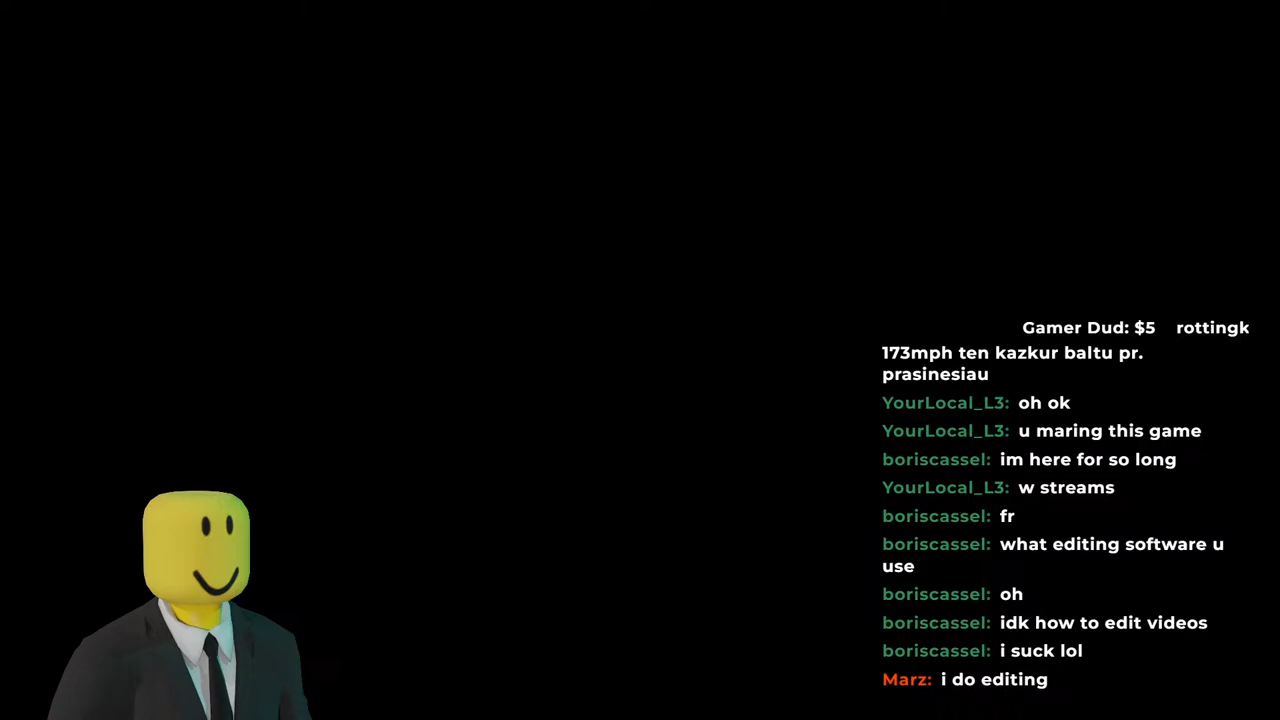 Gamer Dud: $5 rottingk
173mph ten kazkur baltu pr.
prasinesiau
YourLocal_L3: oh ok
YourLocal_L3: u maring this game
boriscassel: im here for so long
YourLocal_L3: w streams
boriscassel: fr
boriscassel: what editing software u
use
boriscassel: oh
boriscassel: idk how to edit videos
boriscassel: i suck lol
Marz: i do editing